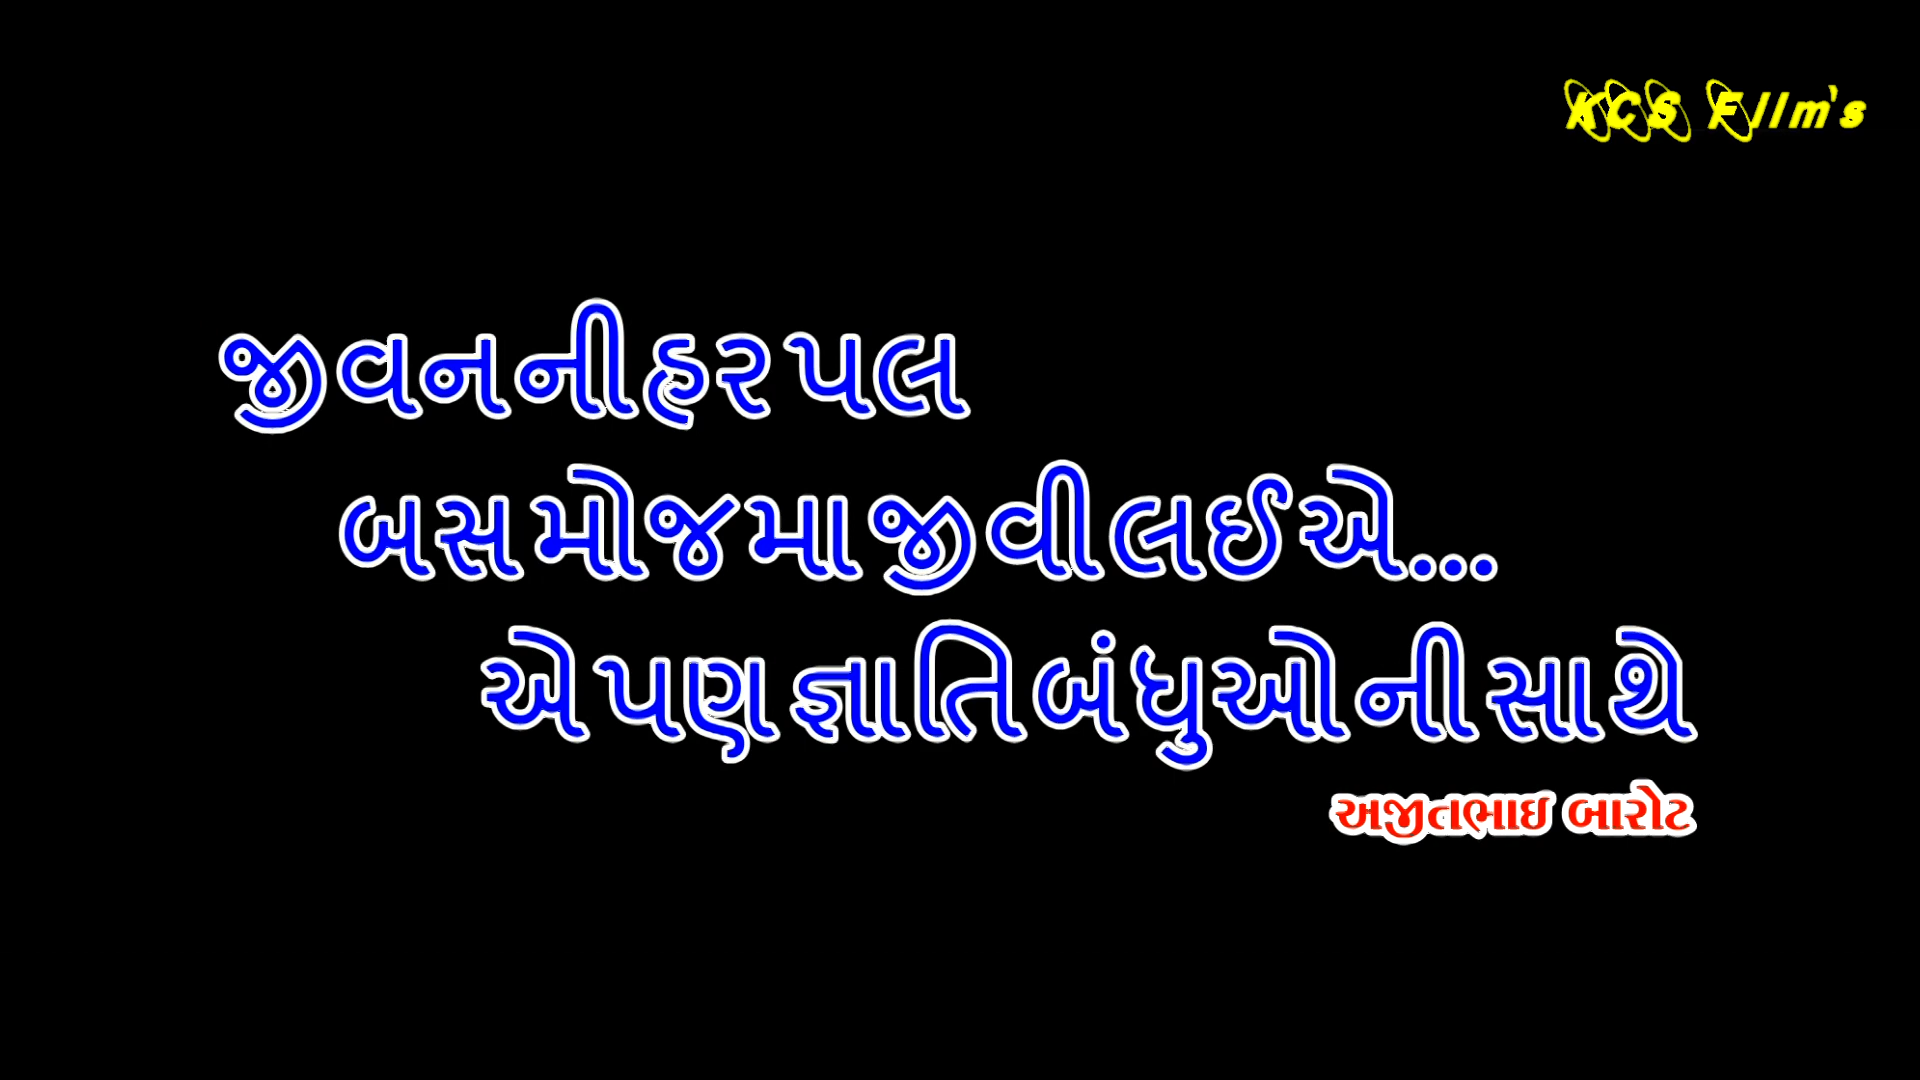 KCS Film's
જીવનની હર પલ
બસ મોજમા જીવી લઈએ...
એ પણ જ્ઞાતિ બંધુઓની સાથે
અજીતભાઇ બારોટ